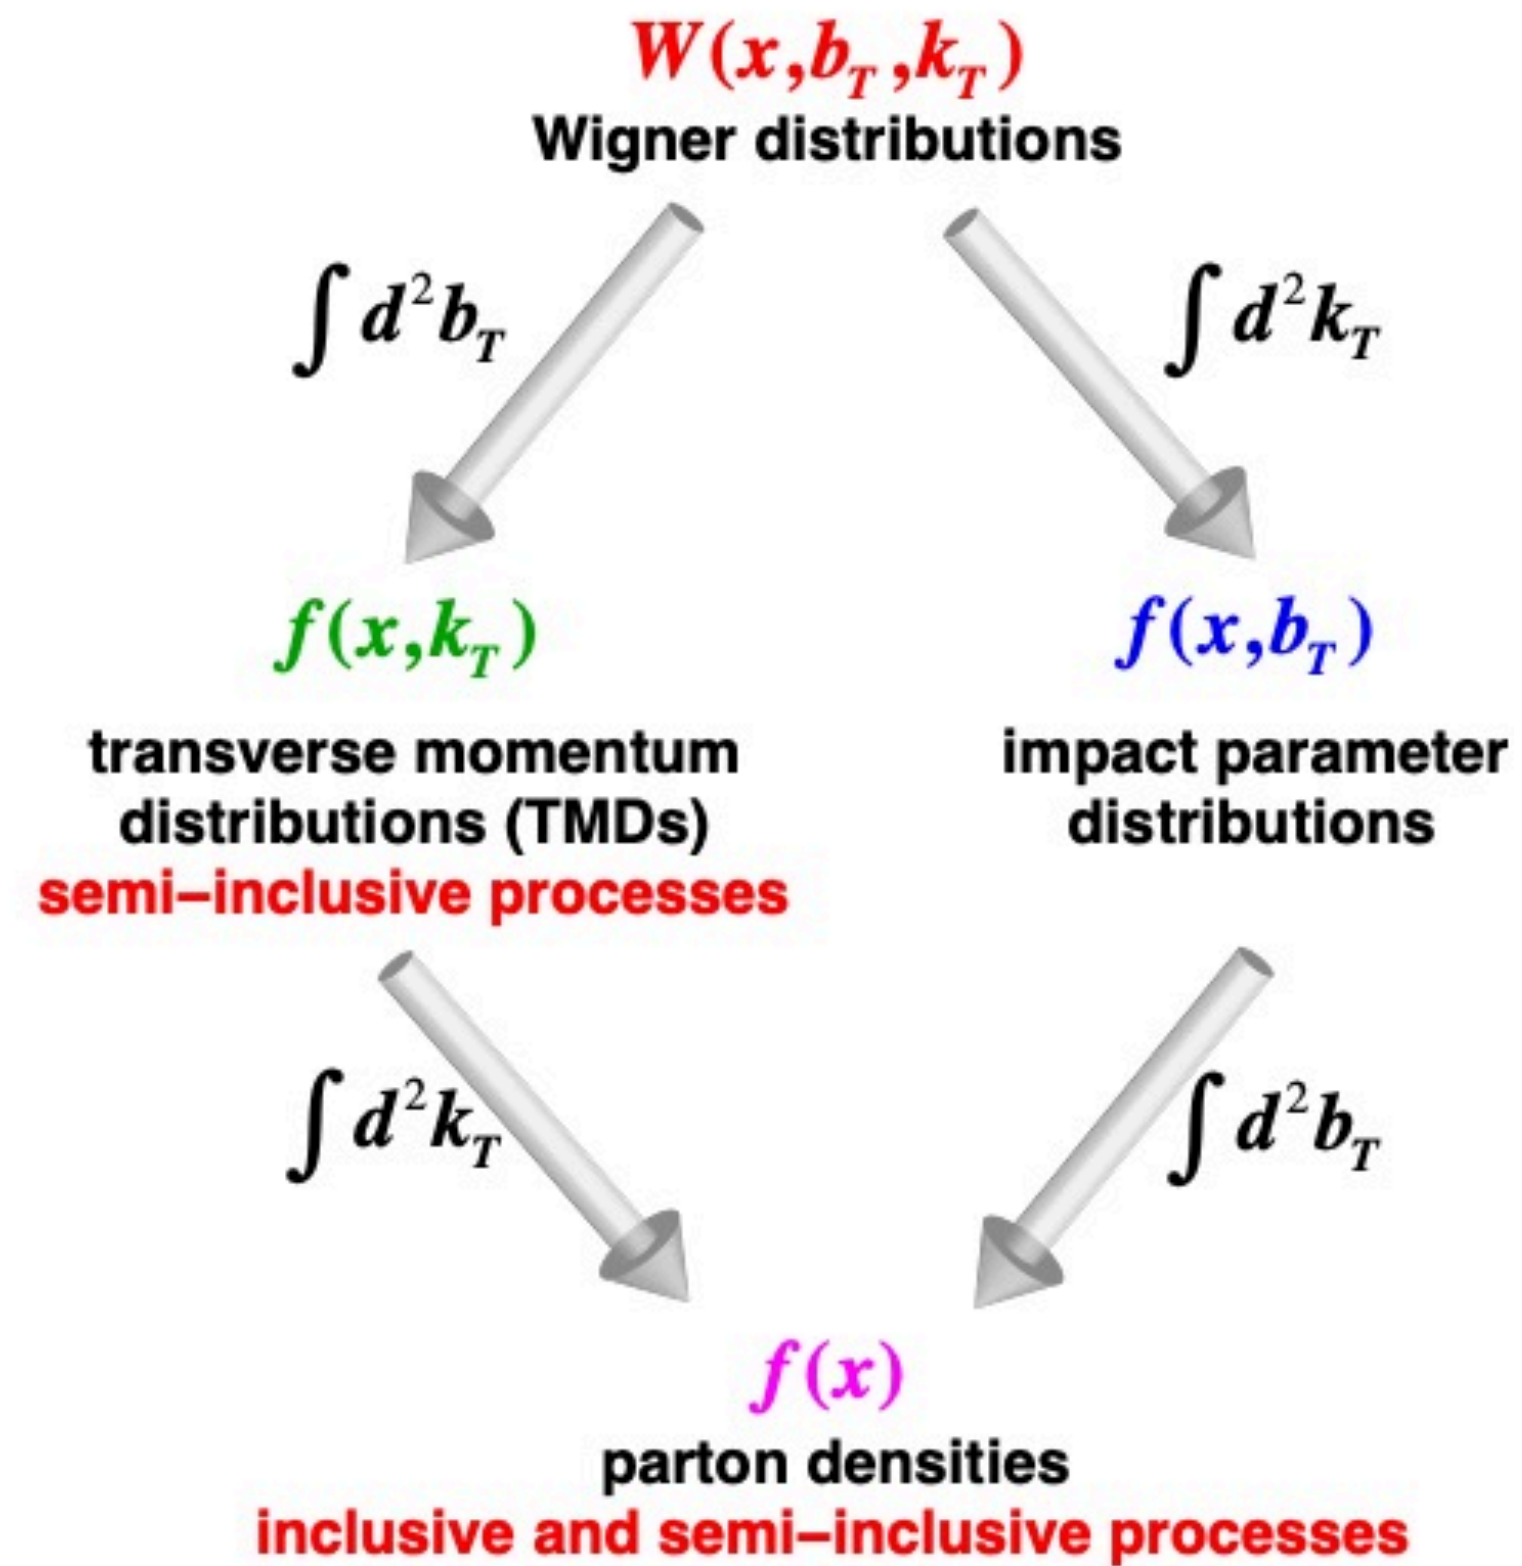 W(x,b_T,k_T)
Wigner distributions
∫ d²b_T
∫ d²k_T
f(x,k_T)
f(x,b_T)
transverse momentum
distributions (TMDs)
semi–inclusive processes
impact parameter
distributions
∫ d²k_T
∫ d²b_T
f(x)
parton densities
inclusive and semi–inclusive processes